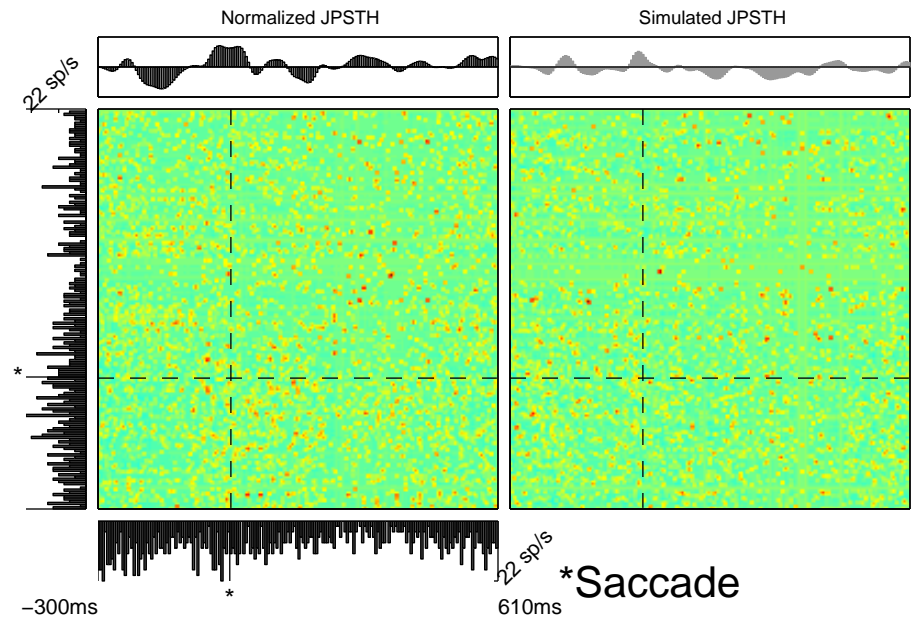 Normalized JPSTH
Simulated JPSTH
22 sp/s
*
*
22 sp/s
*Saccade
−300ms
610ms